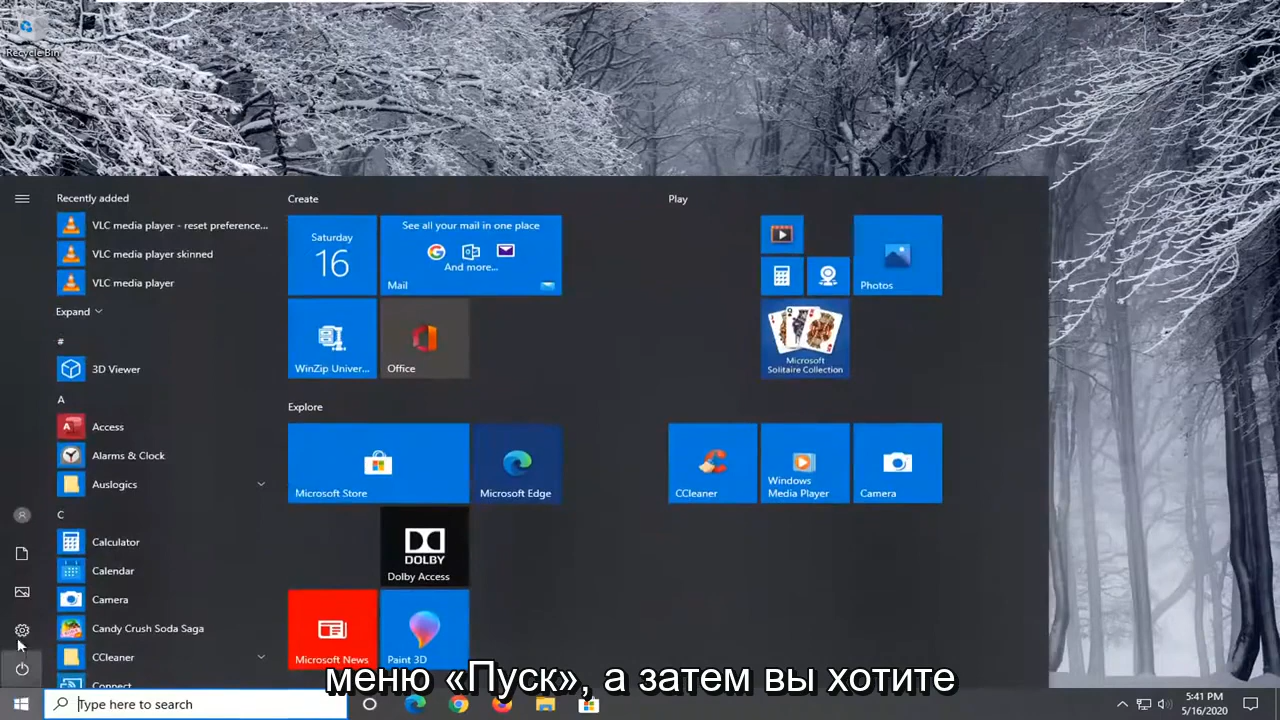 Recycle Bin
Recently added
VLC media player - reset preference...
VLC media player skinned
VLC media player
Expand
#
3D Viewer
A
Access
Alarms & Clock
Auslogics
C
Calculator
Calendar
Camera
Candy Crush Soda Saga
CCleaner
Connect
Create
Saturday
16
See all your mail in one place
And more...
Mail
WinZip Univer...
Office
Explore
Microsoft Store
Microsoft Edge
DOLBY
Dolby Access
Microsoft News
Paint 3D
Play
Photos
Microsoft
Solitaire Collection
CCleaner
Windows
Media Player
Camera
меню «Пуск», а затем вы хотите
Type here to search
5:41 PM
5/16/2020